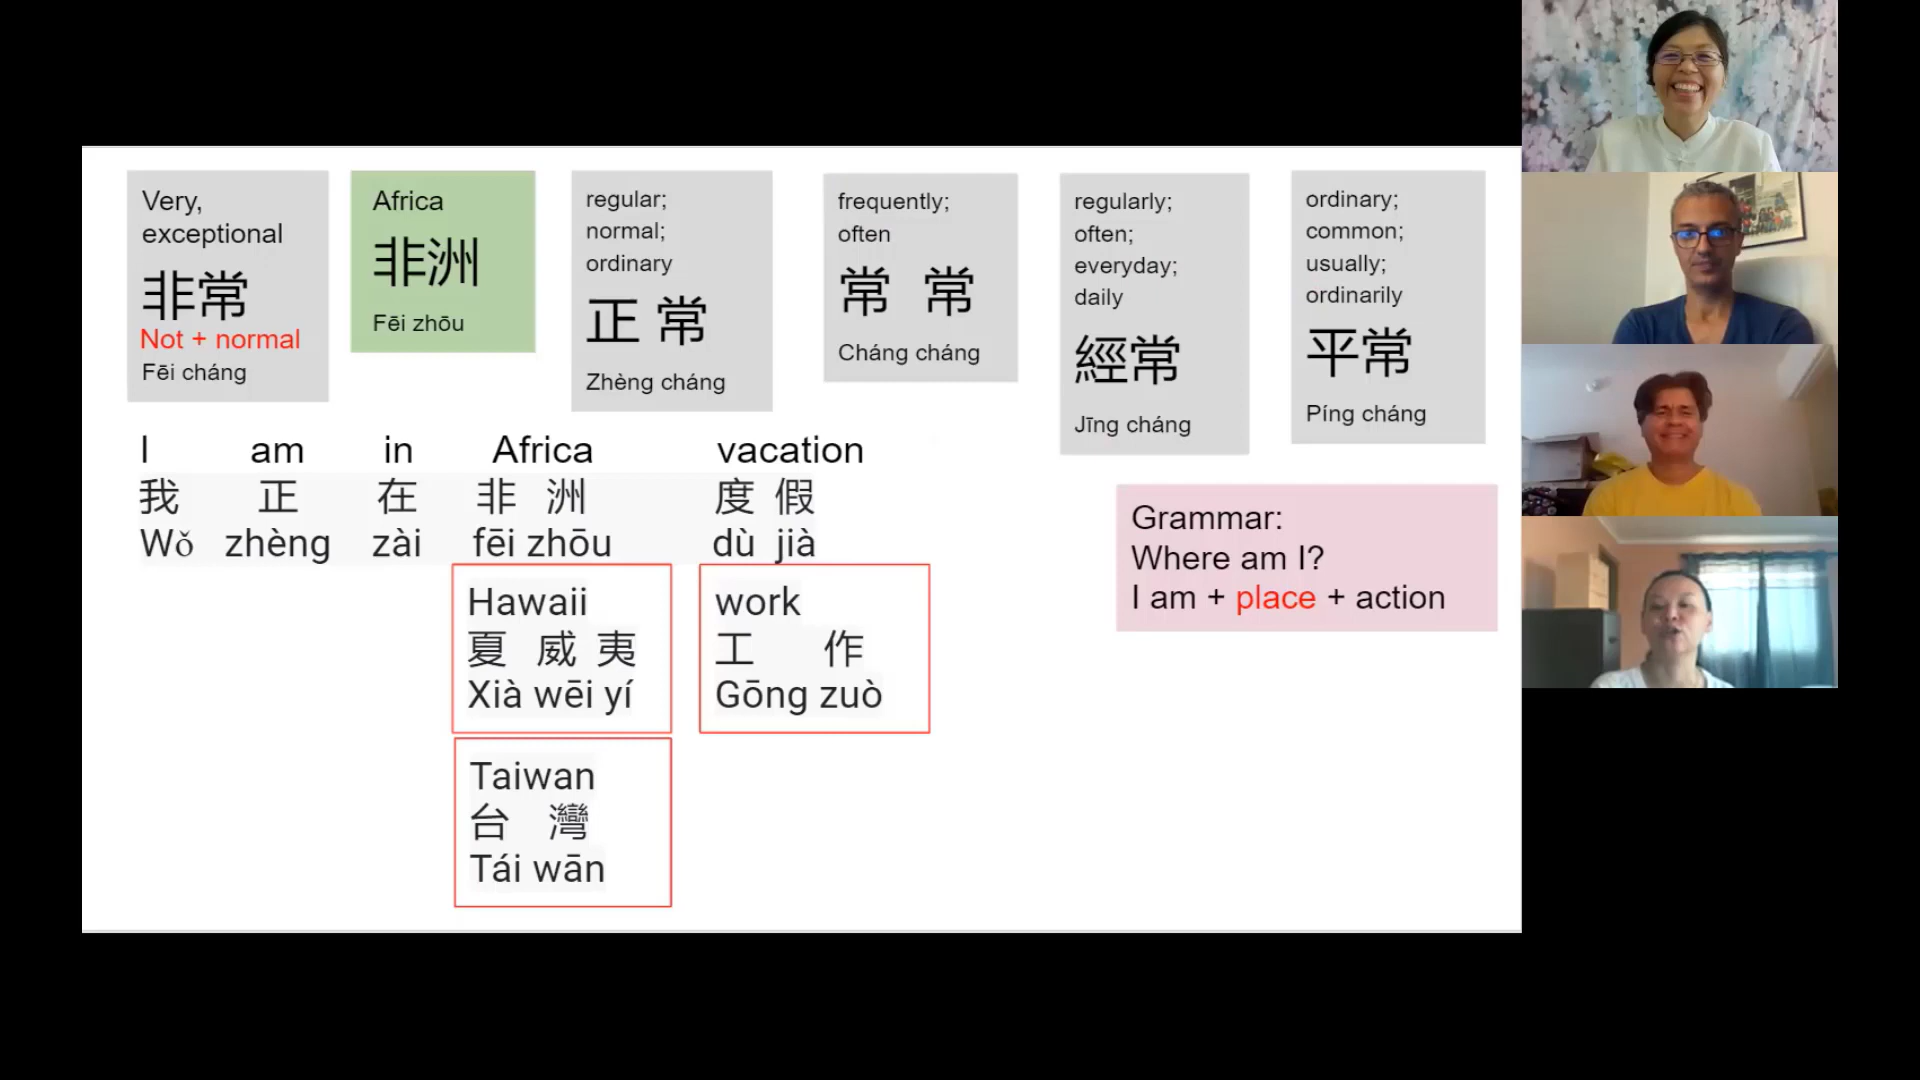 Very,
exceptional
非常
Not + normal
Fēi cháng
Africa
非洲
Fēi zhōu
regular;
normal;
ordinary
正 常
Zhèng cháng
frequently;
often
常 常
Cháng cháng
regularly;
often;
everyday;
daily
經常
Jīng cháng
ordinary;
common;
usually;
ordinarily
平常
Píng cháng
I am in Africa vacation
我 正 在 非 洲 度 假
Wǒ zhèng zài fēi zhōu dù jià
Hawaii
夏 威 夷
Xià wēi yí
work
工 作
Gōng zuò
Taiwan
台 灣
Tái wān
Grammar:
Where am I?
I am + place + action